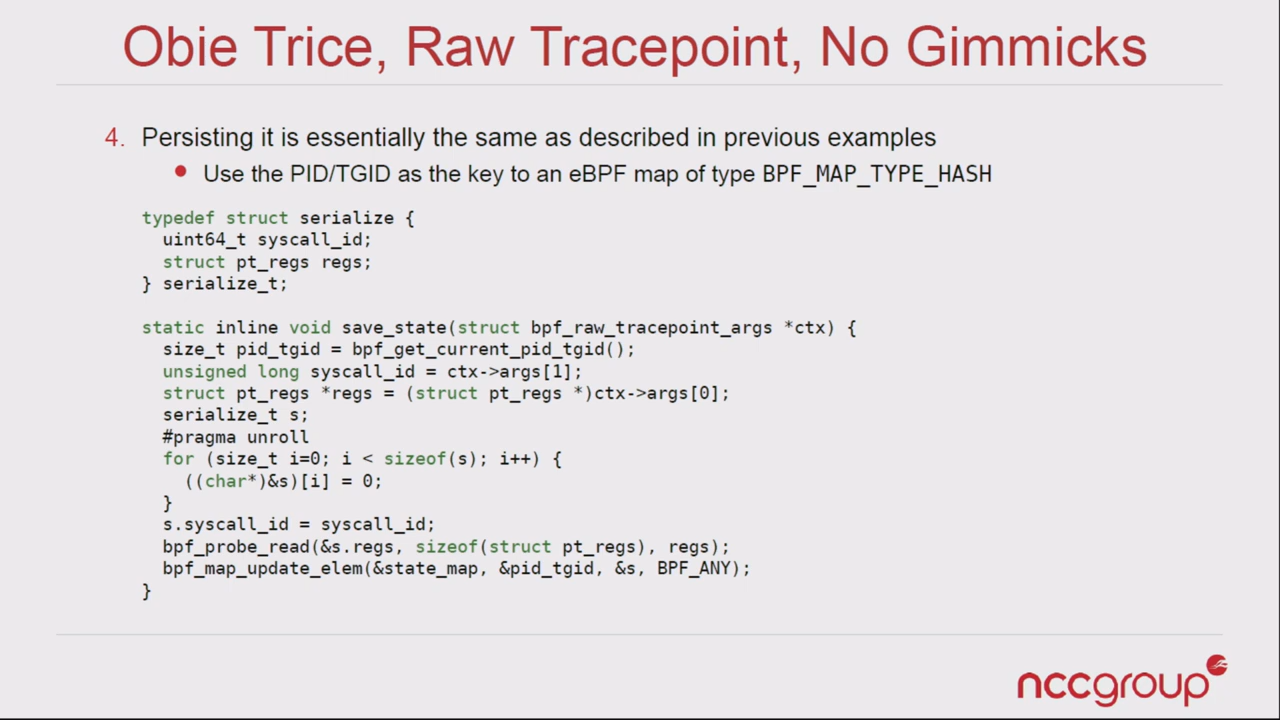 Obie Trice, Raw Tracepoint, No Gimmicks
4. Persisting it is essentially the same as described in previous examples
• Use the PID/TGID as the key to an eBPF map of type BPF_MAP_TYPE_HASH
typedef struct serialize {
  uint64_t syscall_id;
  struct pt_regs regs;
} serialize_t;
static inline void save_state(struct bpf_raw_tracepoint_args *ctx) {
  size_t pid_tgid = bpf_get_current_pid_tgid();
  unsigned long syscall_id = ctx->args[1];
  struct pt_regs *regs = (struct pt_regs *)ctx->args[0];
  serialize_t s;
  #pragma unroll
  for (size_t i=0; i < sizeof(s); i++) {
    ((char*)&s)[i] = 0;
  }
  s.syscall_id = syscall_id;
  bpf_probe_read(&s.regs, sizeof(struct pt_regs), regs);
  bpf_map_update_elem(&state_map, &pid_tgid, &s, BPF_ANY);
}
nccgroup